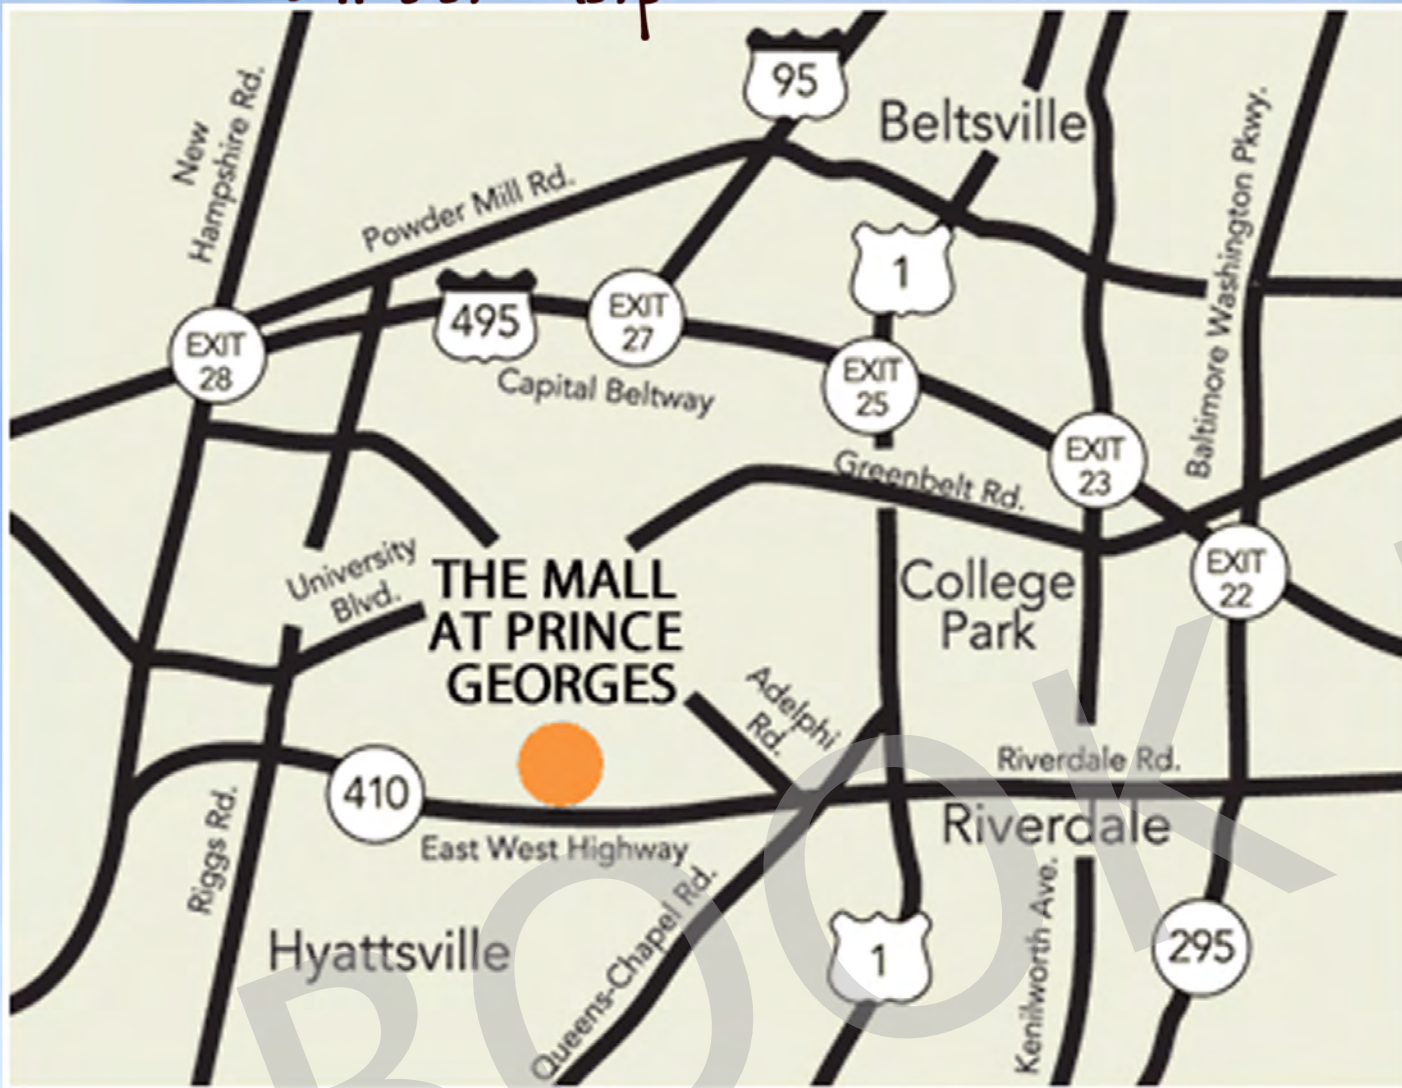 95
Beltsville
New
Hampshire Rd.
Powder Mill Rd.
Baltimore Washington Pkwy.
1
495
EXIT
27
EXIT
28
Capital Beltway
EXIT
25
EXIT
23
Greenbelt Rd.
University
Blvd.
THE MALL
AT PRINCE
GEORGES
College
Park
EXIT
22
Adelphi
Rd.
Riverdale Rd.
410
Riverdale
East West Highway
Riggs Rd.
Hyattsville
Queens-Chapel Rd.
Kenilworth Ave.
1
295
BOOK